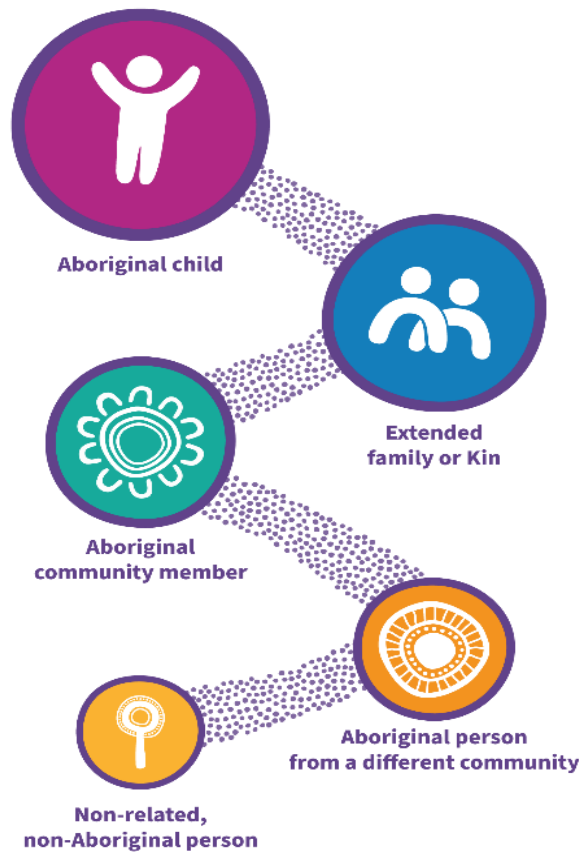 Aboriginal child
Extended
family or Kin
Aboriginal
community member
Aboriginal person
from a different community
Non-related,
non-Aboriginal person